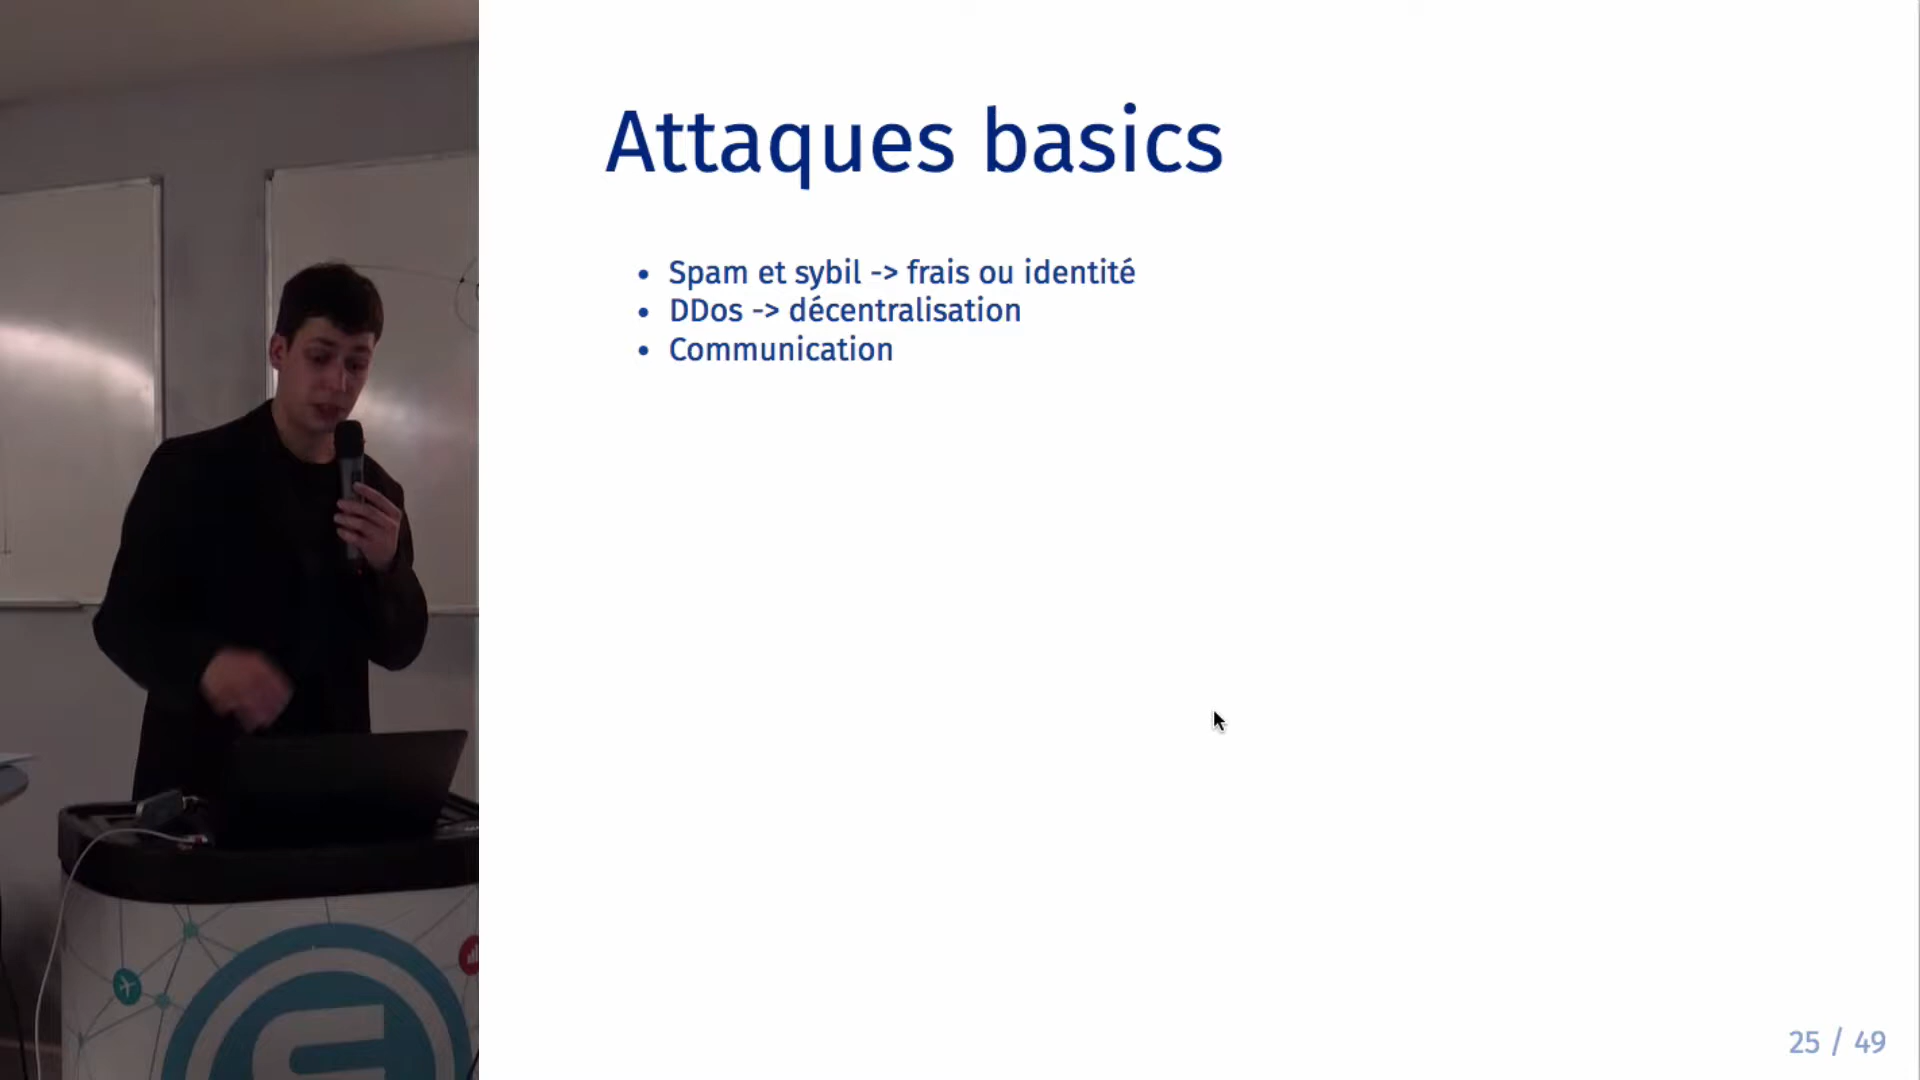 Attaques basics
• Spam et sybil -> frais ou identité
• DDos -> décentralisation
• Communication
25 / 49